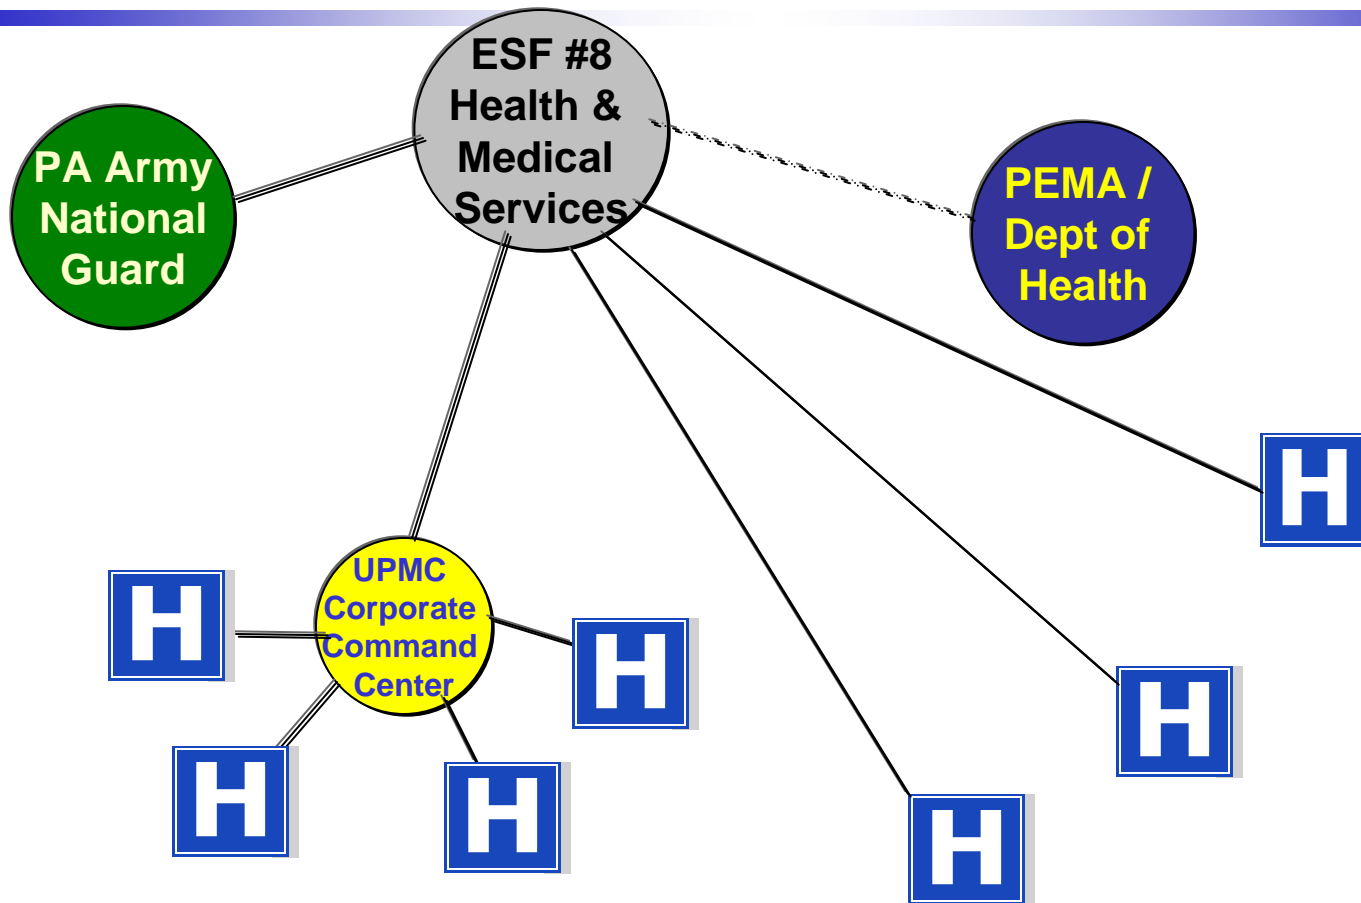 ESF #8
Health &
Medical
Services
PA Army
National
Guard
PEMA /
Dept of
Health
H
UPMC
Corporate
Command
Center
H
H
H
H
H
H